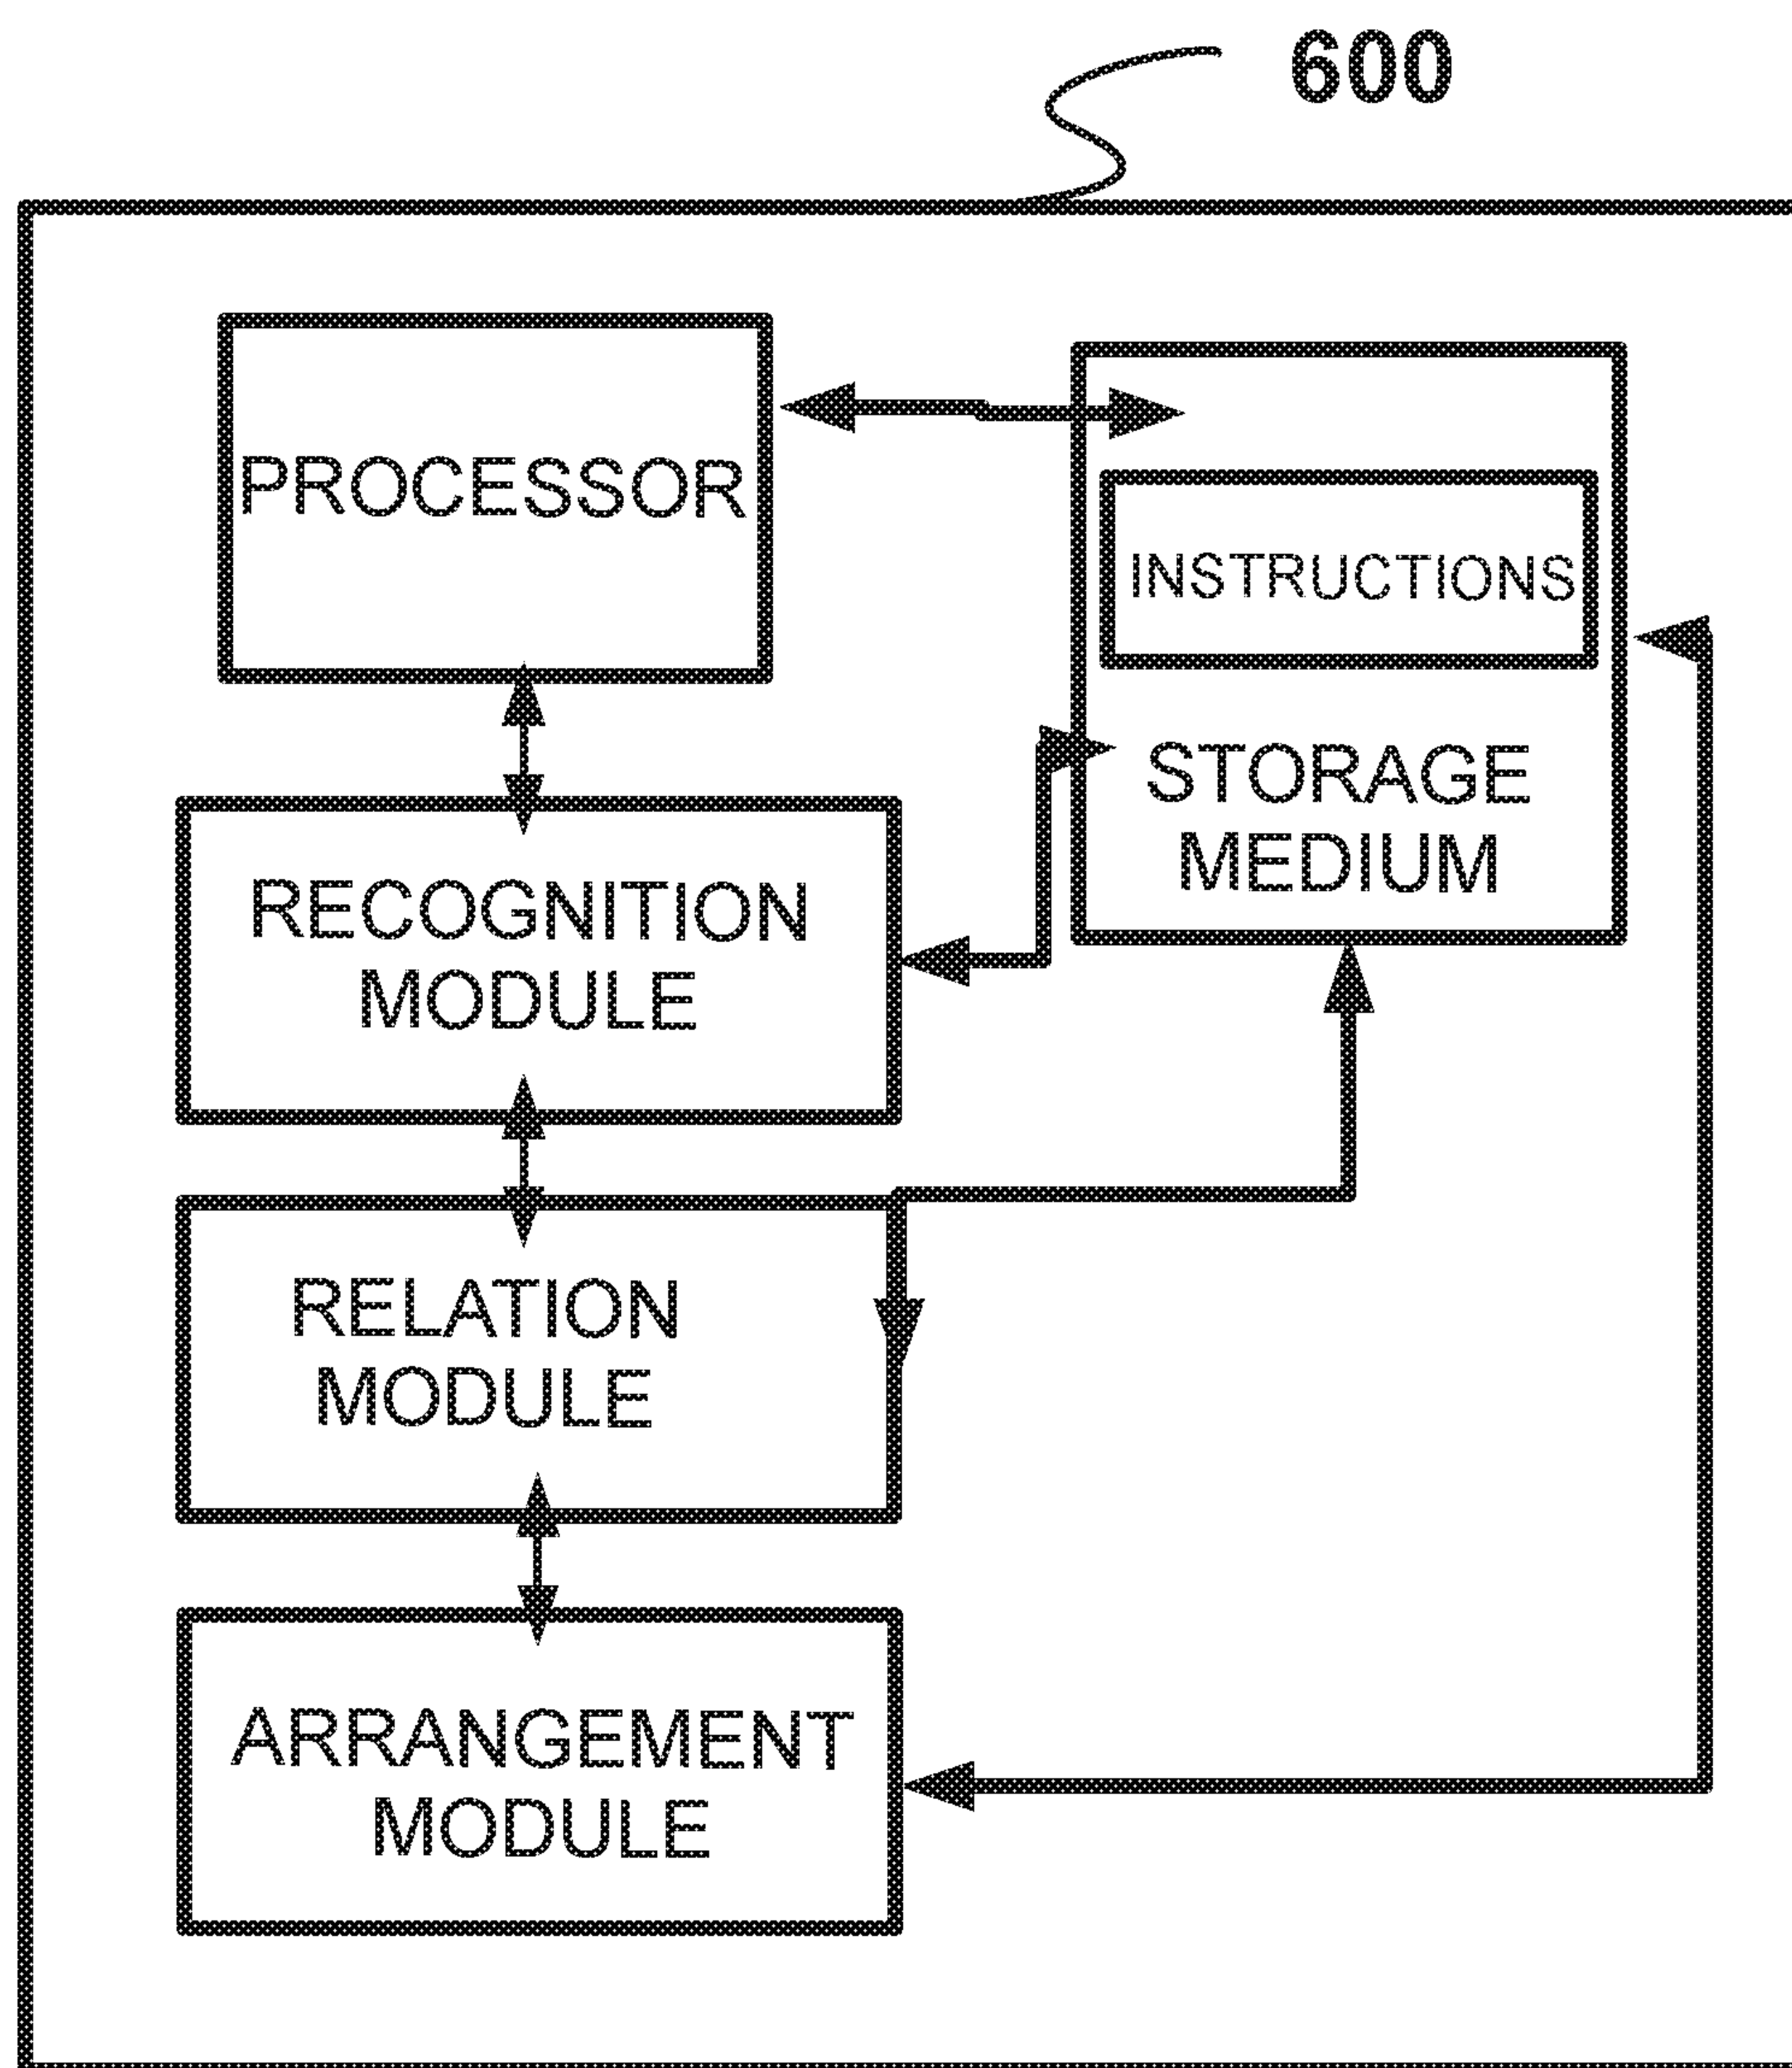 600
PROCESSOR
INSTRUCTIONS
STORAGE
MEDIUM
RECOGNITION
MODULE
RELATION
MODULE
ARRANGEMENT
MODULE